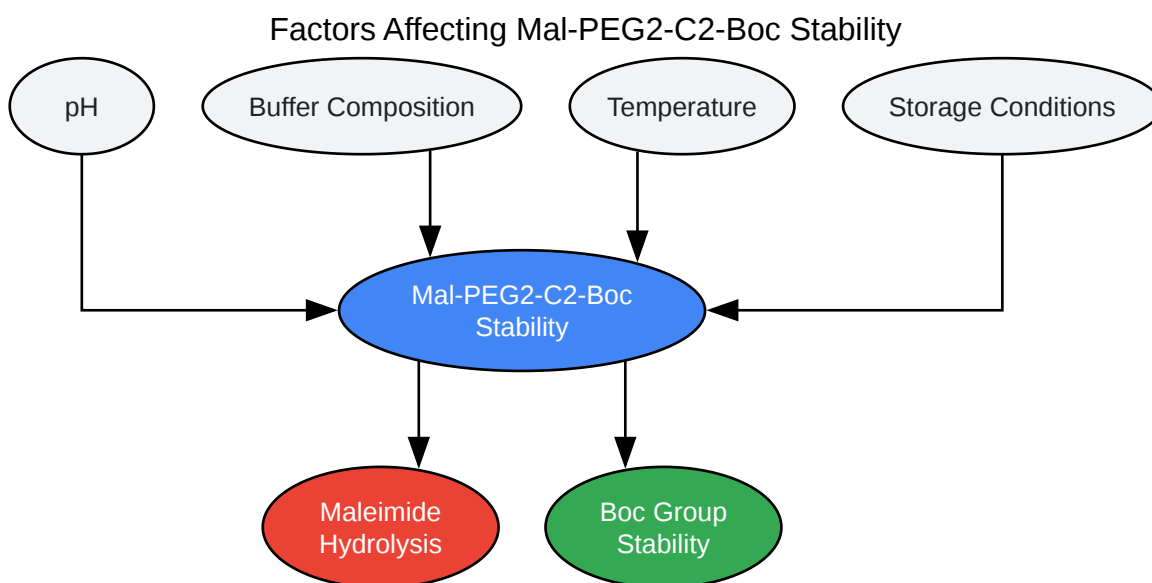 Factors Affecting Mal-PEG2-C2-Boc Stability
pH
Buffer Composition
Temperature
Storage Conditions
Mal-PEG2-C2-Boc
Stability
Maleimide
Hydrolysis
Boc Group
Stability